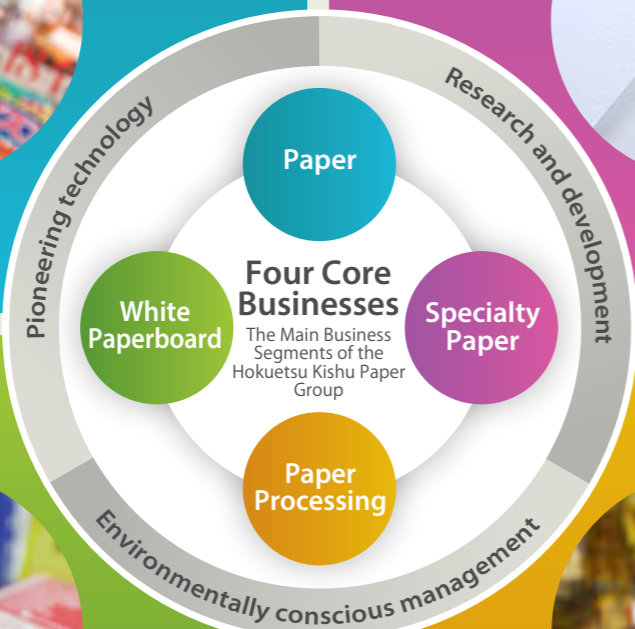 Pioneering technology
Research and development
Paper
Four Core
Businesses
The Main Business
Segments of the
Hokuetsu Kishu Paper
Group
White
Paperboard
Specialty
Paper
Paper
Processing
Environmentally conscious management